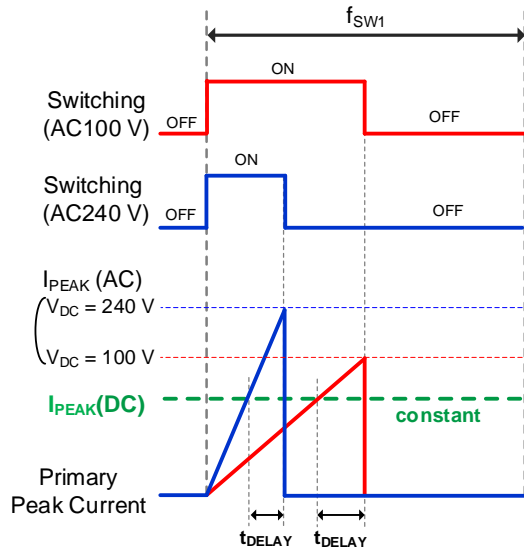 fSW1
ON
Switching
(AC100 V)
OFF
OFF
ON
Switching
(AC240 V)
OFF
OFF
IPEAK (AC)
VDC = 240 V
VDC = 100 V
IPEAK(DC)
constant
Primary
Peak Current
tDELAY
tDELAY